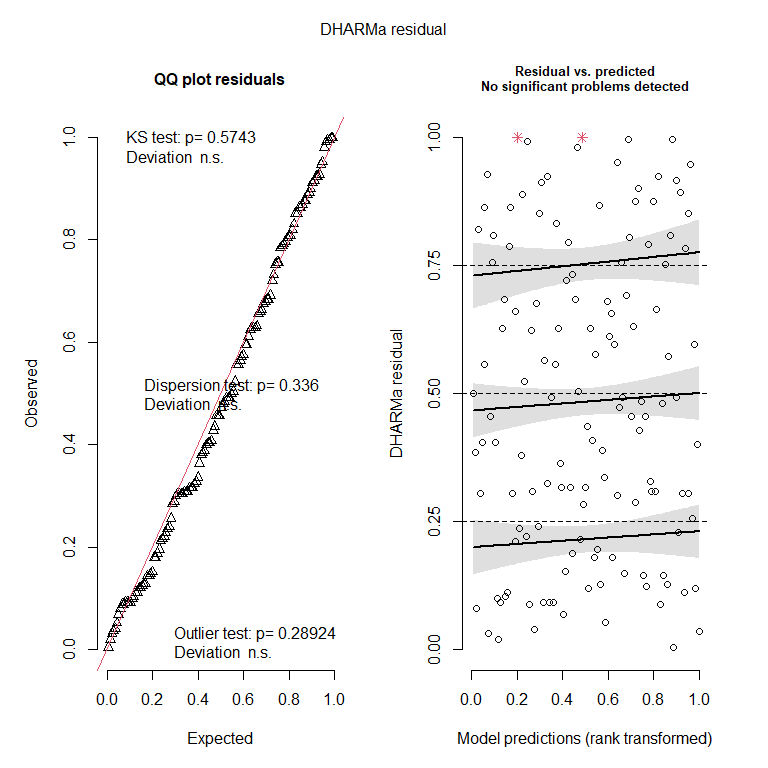 DHARMa residual
QQ plot residuals
KS test: p= 0.5743
Deviation n.s.
Dispersion test: p= 0.336
Deviation n.s.
Outlier test: p= 0.28924
Deviation n.s.
Observed
0.0 0.2 0.4 0.6 0.8 1.0
0.0 0.2 0.4 0.6 0.8 1.0
Expected
Residual vs. predicted
No significant problems detected
DHARMa residual
0.00 0.25 0.50 0.75 1.00
0.0 0.2 0.4 0.6 0.8 1.0
Model predictions (rank transformed)